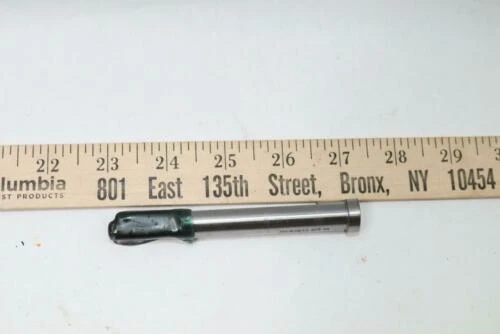 22 23 24 25 26 27 28 29
lumbia 801 East 135th Street, Bronx, NY 10454
ST PRODUCTS